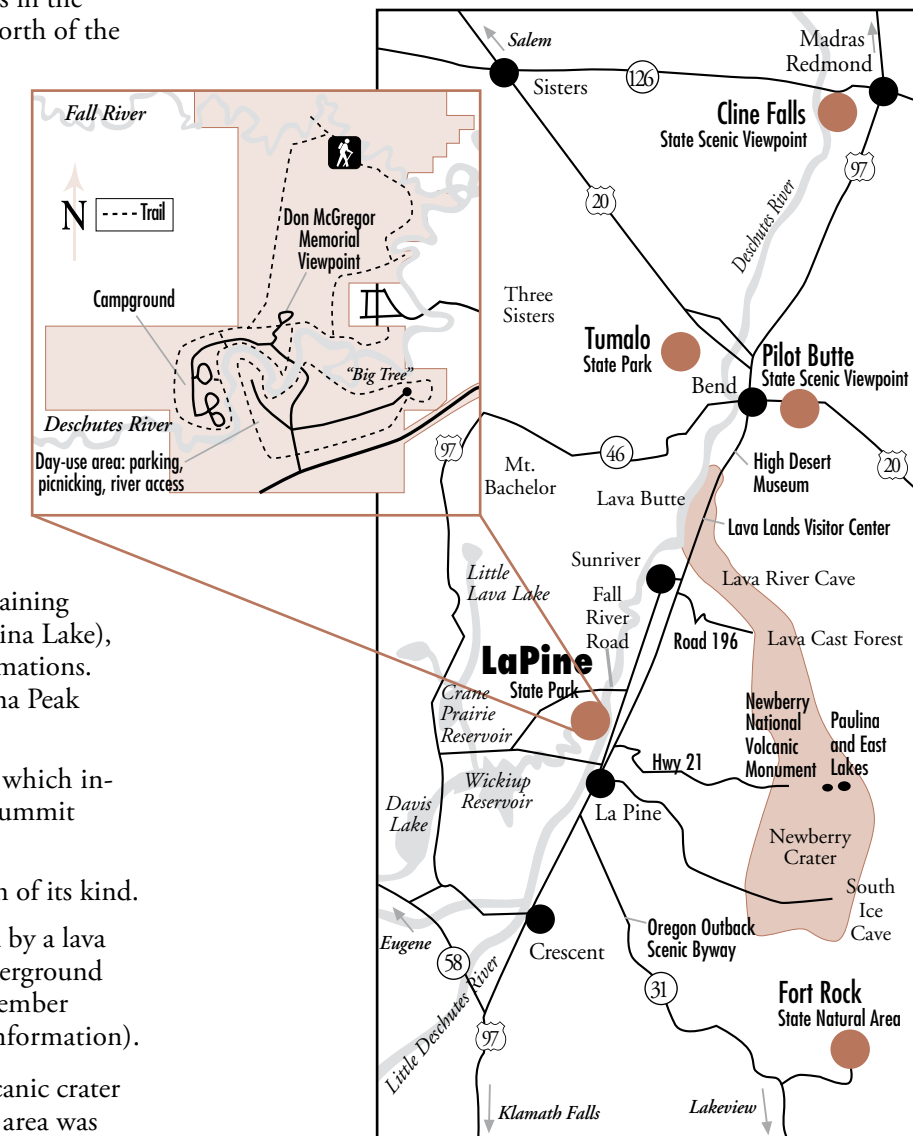 s in the
orth of the
Fall River
N
Trail
Don McGregor
Memorial
Viewpoint
Campground
"Big Tree"
Deschutes River
Day-use area: parking,
picnicking, river access
aining
ina Lake),
mations.
na Peak
which in-
ummit
n of its kind.
by a lava
erground
ember
nformation).
canic crater
area was
Salem
Madras
Redmond
Sisters
126
Cline Falls
State Scenic Viewpoint
97
20
Deschutes River
Three
Sisters
Tumalo
State Park
Pilot Butte
State Scenic Viewpoint
Bend
97
46
20
Mt.
Bachelor
High Desert
Museum
Lava Butte
Lava Lands Visitor Center
Sunriver
Little
Lava Lake
Lava River Cave
Fall
River
Road
Road 196
Lava Cast Forest
LaPine
State Park
Crane
Prairie
Reservoir
Newberry
National
Volcanic
Monument
Paulina
and East
Lakes
Hwy 21
Wickiup
Reservoir
Davis
Lake
La Pine
Newberry
Crater
South
Ice
Cave
Eugene
Crescent
Oregon Outback
Scenic Byway
58
31
Little Deschutes River
Fort Rock
State Natural Area
97
Klamath Falls
Lakeview